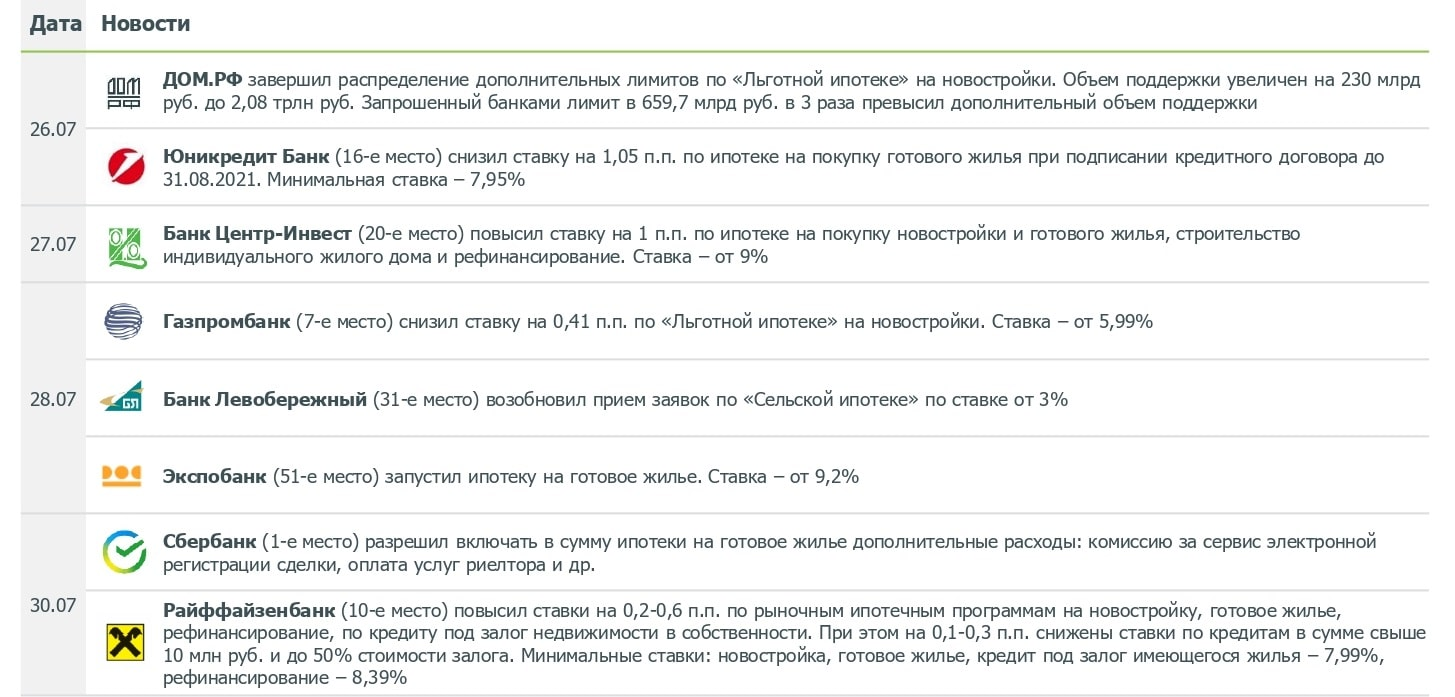 Дата Новости
ДОМ.РФ завершил распределение дополнительных лимитов по «Льготной ипотеке» на новостройки. Объем поддержки увеличен на 230 млрд
руб. до 2,08 трлн руб. Запрошенный банками лимит в 659,7 млрд руб. в 3 раза превысил дополнительный объем поддержки
ДОМ
РФ
26.07
Юникредит Банк (16-е место) снизил ставку на 1,05 п.п. по ипотеке на покупку готового жилья при подписании кредитного договора до
31.08.2021. Минимальная ставка – 7,95%
27.07
Банк Центр-Инвест (20-е место) повысил ставку на 1 п.п. по ипотеке на покупку новостройки и готового жилья, строительство
индивидуального жилого дома и рефинансирование. Ставка – от 9%
Газпромбанк (7-е место) снизил ставку на 0,41 п.п. по «Льготной ипотеке» на новостройки. Ставка – от 5,99%
28.07
БЛ
Банк Левобережный (31-е место) возобновил прием заявок по «Сельской ипотеке» по ставке от 3%
Экспобанк (51-е место) запустил ипотеку на готовое жилье. Ставка – от 9,2%
Сбербанк (1-е место) разрешил включать в сумму ипотеки на готовое жилье дополнительные расходы: комиссию за сервис электронной
регистрации сделки, оплата услуг риелтора и др.
30.07
Райффайзенбанк (10-е место) повысил ставки на 0,2-0,6 п.п. по рыночным ипотечным программам на новостройку, готовое жилье,
рефинансирование, по кредиту под залог недвижимости в собственности. При этом на 0,1-0,3 п.п. снижены ставки по кредитам в сумме свыше
10 млн руб. и до 50% стоимости залога. Минимальные ставки: новостройка, готовое жилье, кредит под залог имеющегося жилья – 7,99%,
рефинансирование – 8,39%